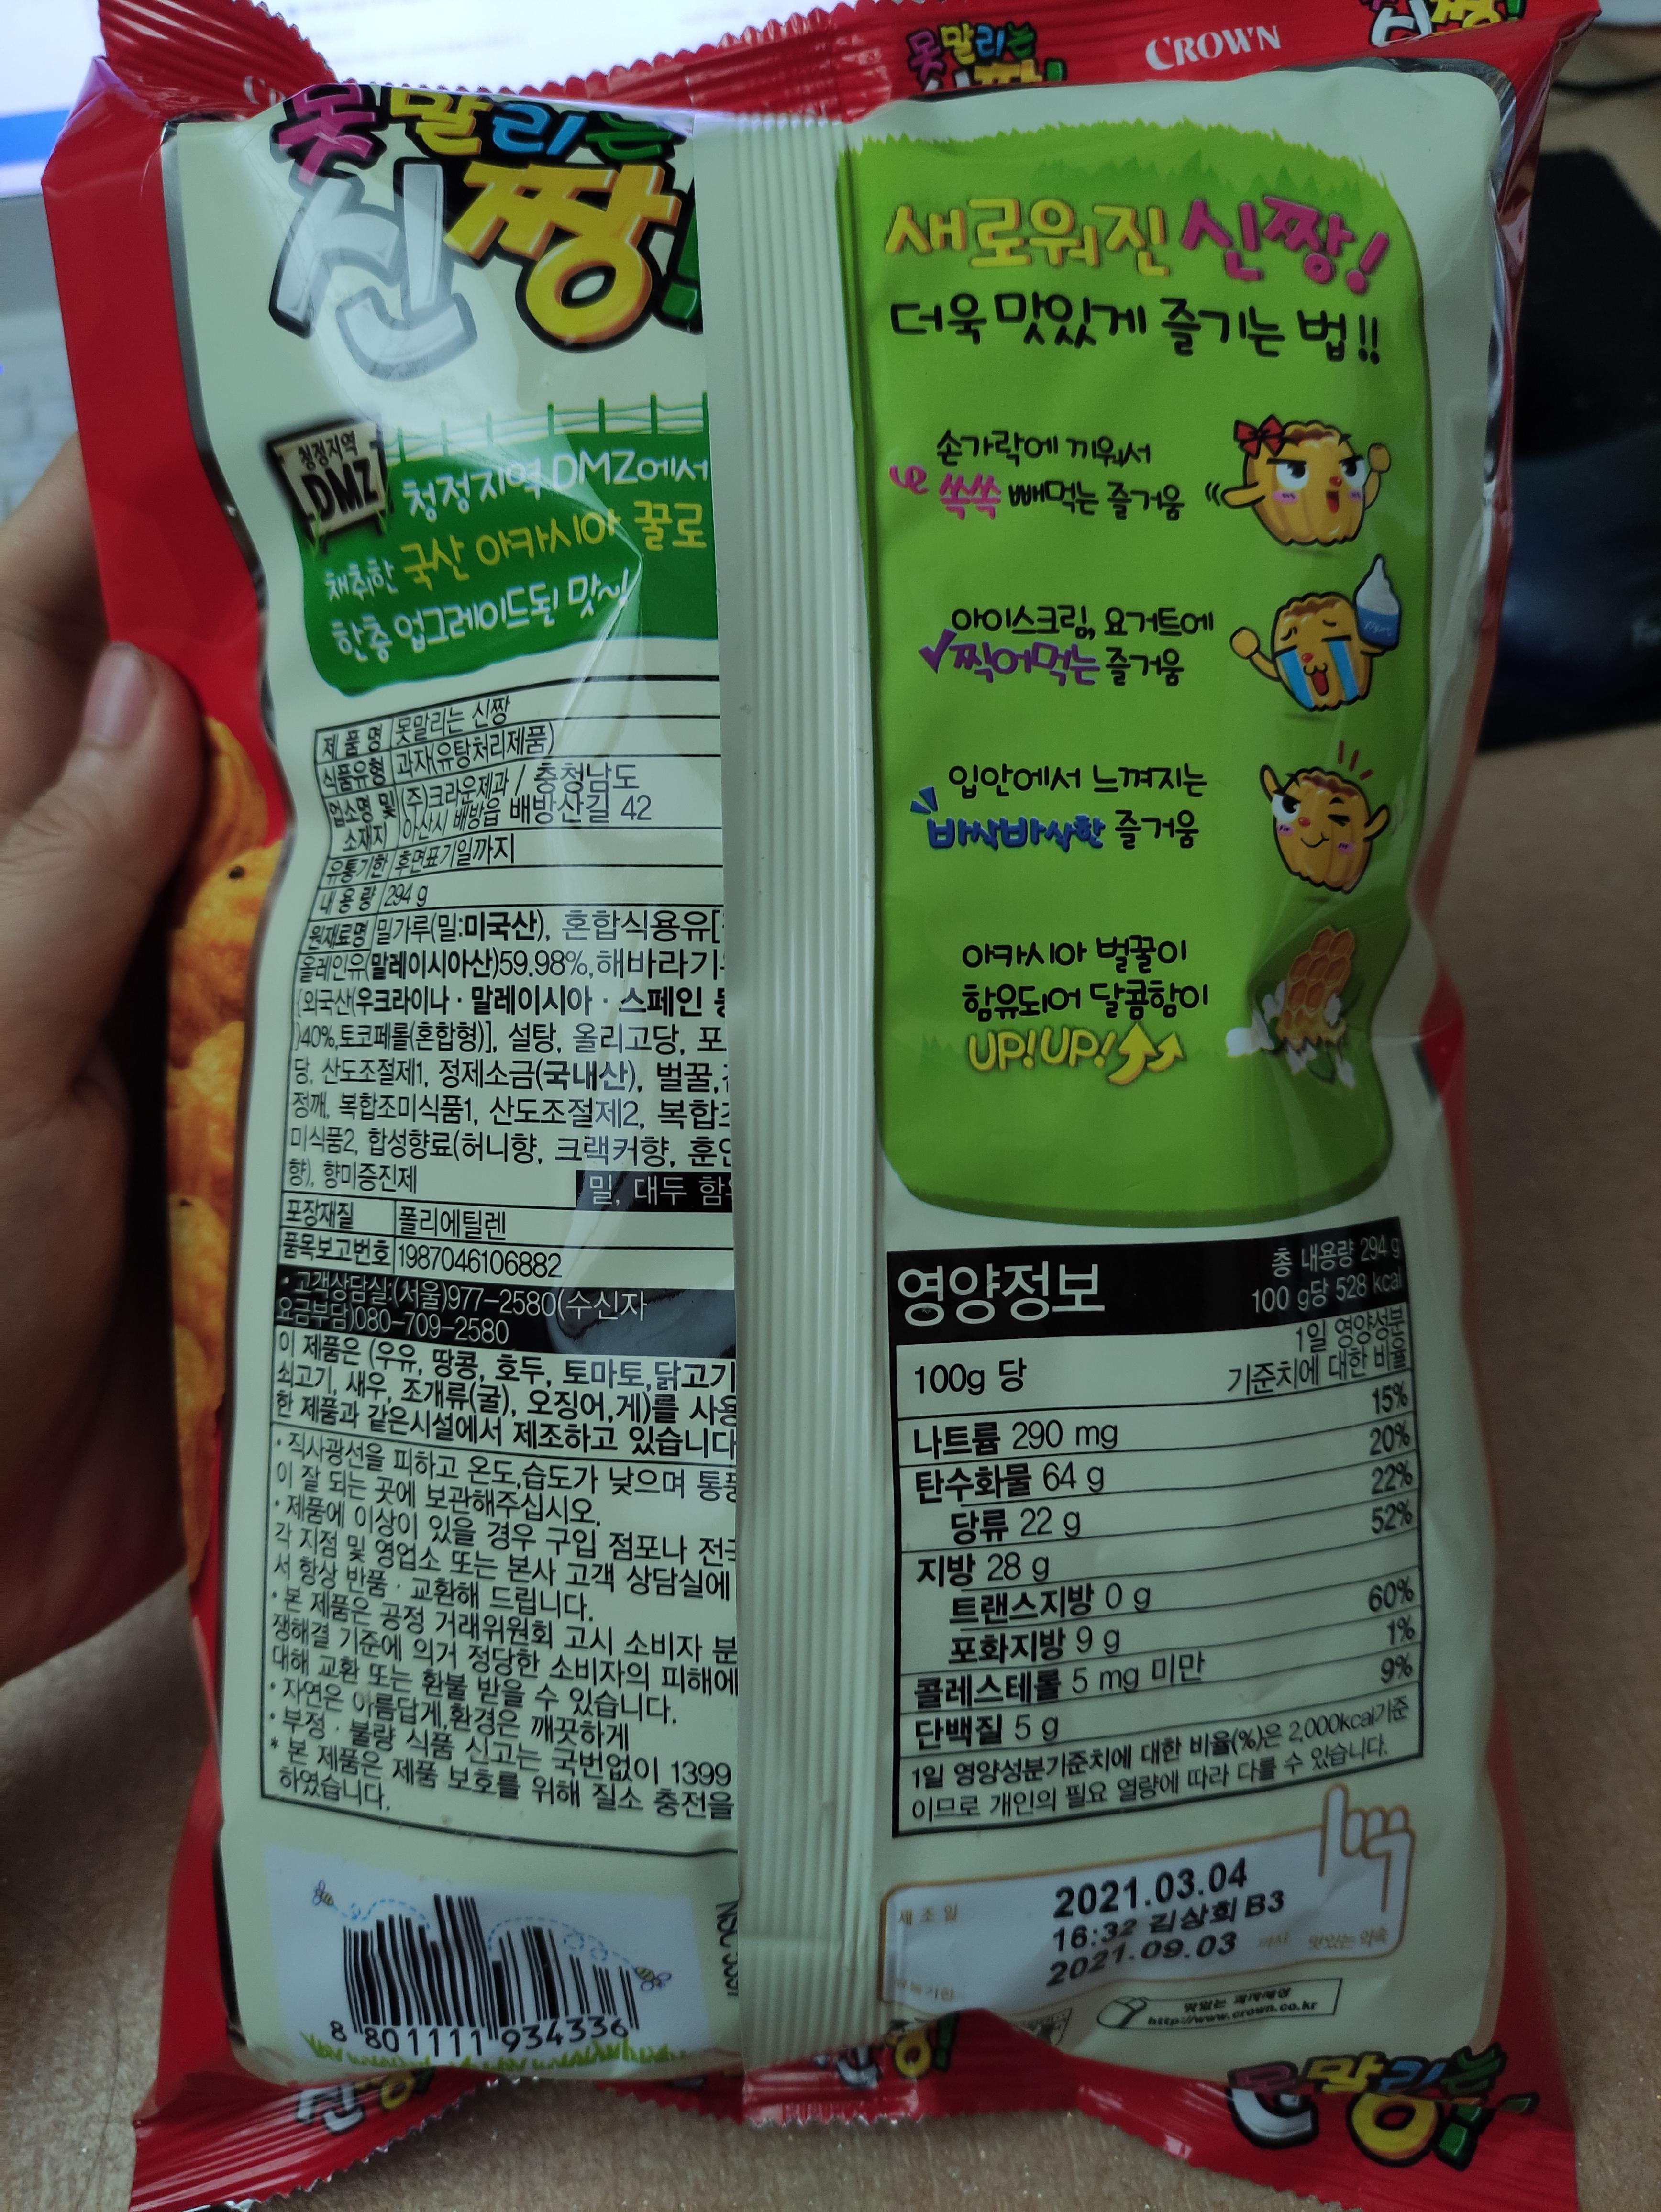 CROWN
못말리는
신짱!
못말리는
신짱!
청정지역
DMZ
청정지역 DMZ에서
채취한 국산 아카시아 꿀로
한층 업그레이드된! 맛~!
제 품 명 못말리는 신짱
식품유형 과자(유탕처리제품)
업소명 및 소재지 (주)크라운제과 / 충청남도
아산시 배방읍 배방산길 42
유통기한 후면표기일까지
내 용 량 294 g
원재료명 밀가루(밀:미국산), 혼합식용유[
올레인유(말레이시아산)59.98%,해바라기
{외국산(우크라이나 · 말레이시아 · 스페인
)40%,토코페롤(혼합형)], 설탕, 올리고당, 포
당, 산도조절제1, 정제소금(국내산), 벌꿀,
정깨, 복합조미식품1, 산도조절제2, 복합
미식품2, 합성향료(허니향, 크랙커향, 훈
향), 향미증진제
밀, 대두 함
포장재질 폴리에틸렌
품목보고번호 1987046106882
· 고객상담실:(서울)977-2580(수신자
요금부담)080-709-2580
이 제품은 (우유, 땅콩, 호두, 토마토,닭고기
쇠고기, 새우, 조개류(굴), 오징어,게)를 사용
한 제품과 같은시설에서 제조하고 있습니다
· 직사광선을 피하고 온도,습도가 낮으며 통풍
이 잘 되는 곳에 보관해주십시오.
· 제품에 이상이 있을 경우 구입 점포나 전국
각 지점 및 영업소 또는 본사 고객 상담실에
서 항상 반품 · 교환해 드립니다.
· 본 제품은 공정 거래위원회 고시 소비자 분
쟁해결 기준에 의거 정당한 소비자의 피해에
대해 교환 또는 환불 받을 수 있습니다.
· 자연은 아름답게,환경은 깨끗하게
· 부정 · 불량 식품 신고는 국번없이 1399
* 본 제품은 제품 보호를 위해 질소 충전을
하였습니다.
8 801111 934336
새로워진 신짱!
더욱 맛있게 즐기는 법!!
손가락에 끼워서
쏙쏙 빼먹는 즐거움
아이스크림, 요거트에
찍어먹는 즐거움
입안에서 느껴지는
바삭바삭한 즐거움
아카시아 벌꿀이
함유되어 달콤함이
UP!UP!
영양정보
총 내용량 294 g
100 g당 528 kcal
100g 당
1일 영양성분
기준치에 대한 비율
나트륨 290 mg 15%
탄수화물 64 g 20%
당류 22 g 22%
지방 28 g 52%
트랜스지방 0 g
포화지방 9 g 60%
콜레스테롤 5 mg 미만 1%
단백질 5 g 9%
1일 영양성분기준치에 대한 비율(%)은 2,000kcal기준
이므로 개인의 필요 열량에 따라 다를 수 있습니다.
제 조 일 2021.03.04
16:32 김상희 B3
2021.09.03 까지 맛있는 약속
http://www.crown.co.kr
못말리는